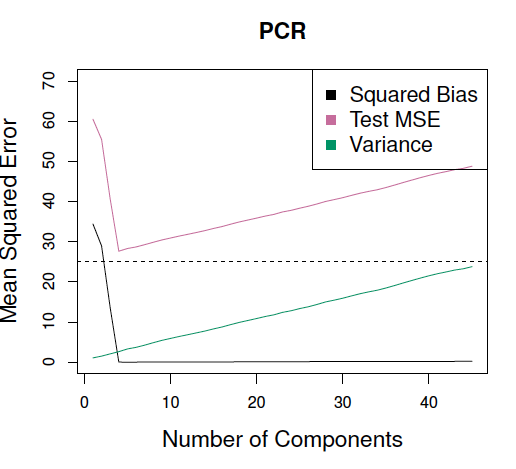 PCR
Squared Bias
Test MSE
Variance
Mean Squared Error
70
60
50
40
30
20
10
0
0 10 20 30 40
Number of Components